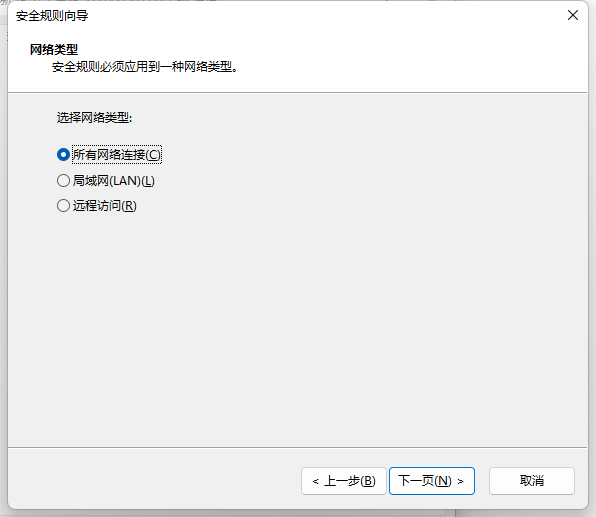 安全规则向导
网络类型
安全规则必须应用到一种网络类型。
选择网络类型:
所有网络连接(C)
局域网(LAN)(L)
远程访问(R)
< 上一步(B)
下一页(N) >
取消